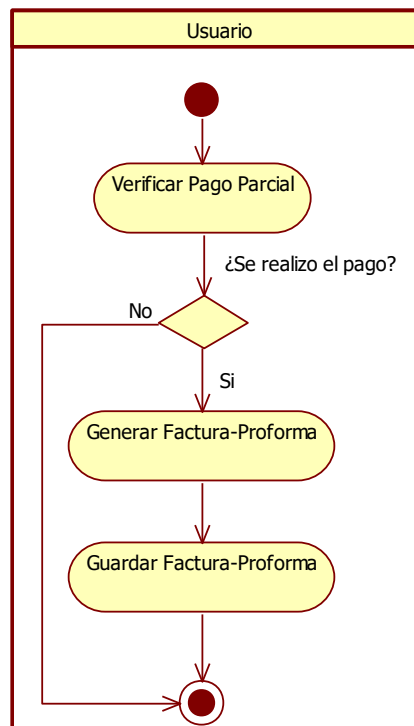 Usuario
Verificar Pago Parcial
¿Se realizo el pago?
No
Si
Generar Factura-Proforma
Guardar Factura-Proforma